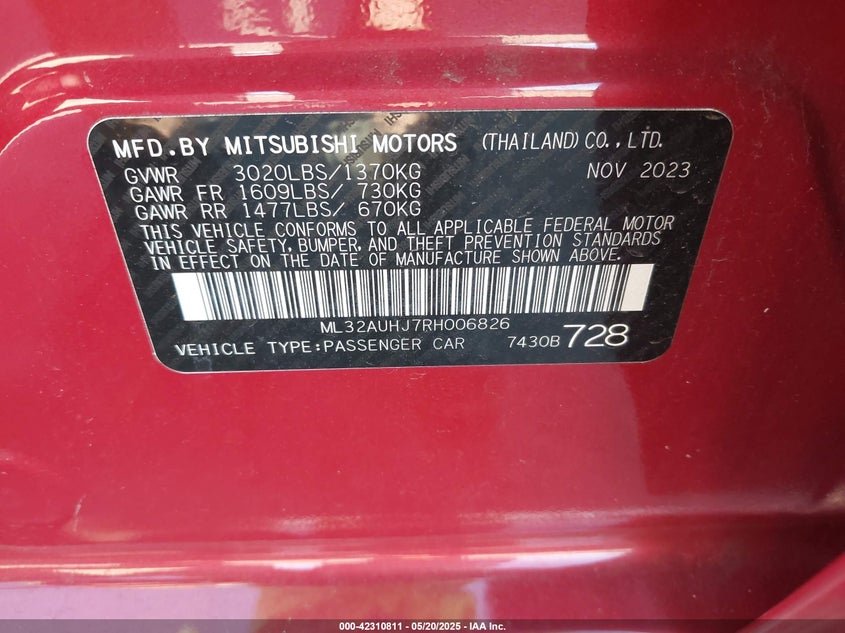 MFD.BY MITSUBISHI MOTORS (THAILAND)CO.,LTD.
GVWR 3020LBS/1370KG NOV 2023
GAWR FR 1609LBS/ 730KG
GAWR RR 1477LBS/ 670KG
THIS VEHICLE CONFORMS TO ALL APPLICABLE FEDERAL MOTOR
VEHICLE SAFETY, BUMPER, AND THEFT PREVENTION STANDARDS
IN EFFECT ON THE DATE OF MANUFACTURE SHOWN ABOVE.
ML32AUHJ7RH006826
VEHICLE TYPE:PASSENGER CAR 7430B 728
000-42310811 - 05/20/2025 - IAA Inc.